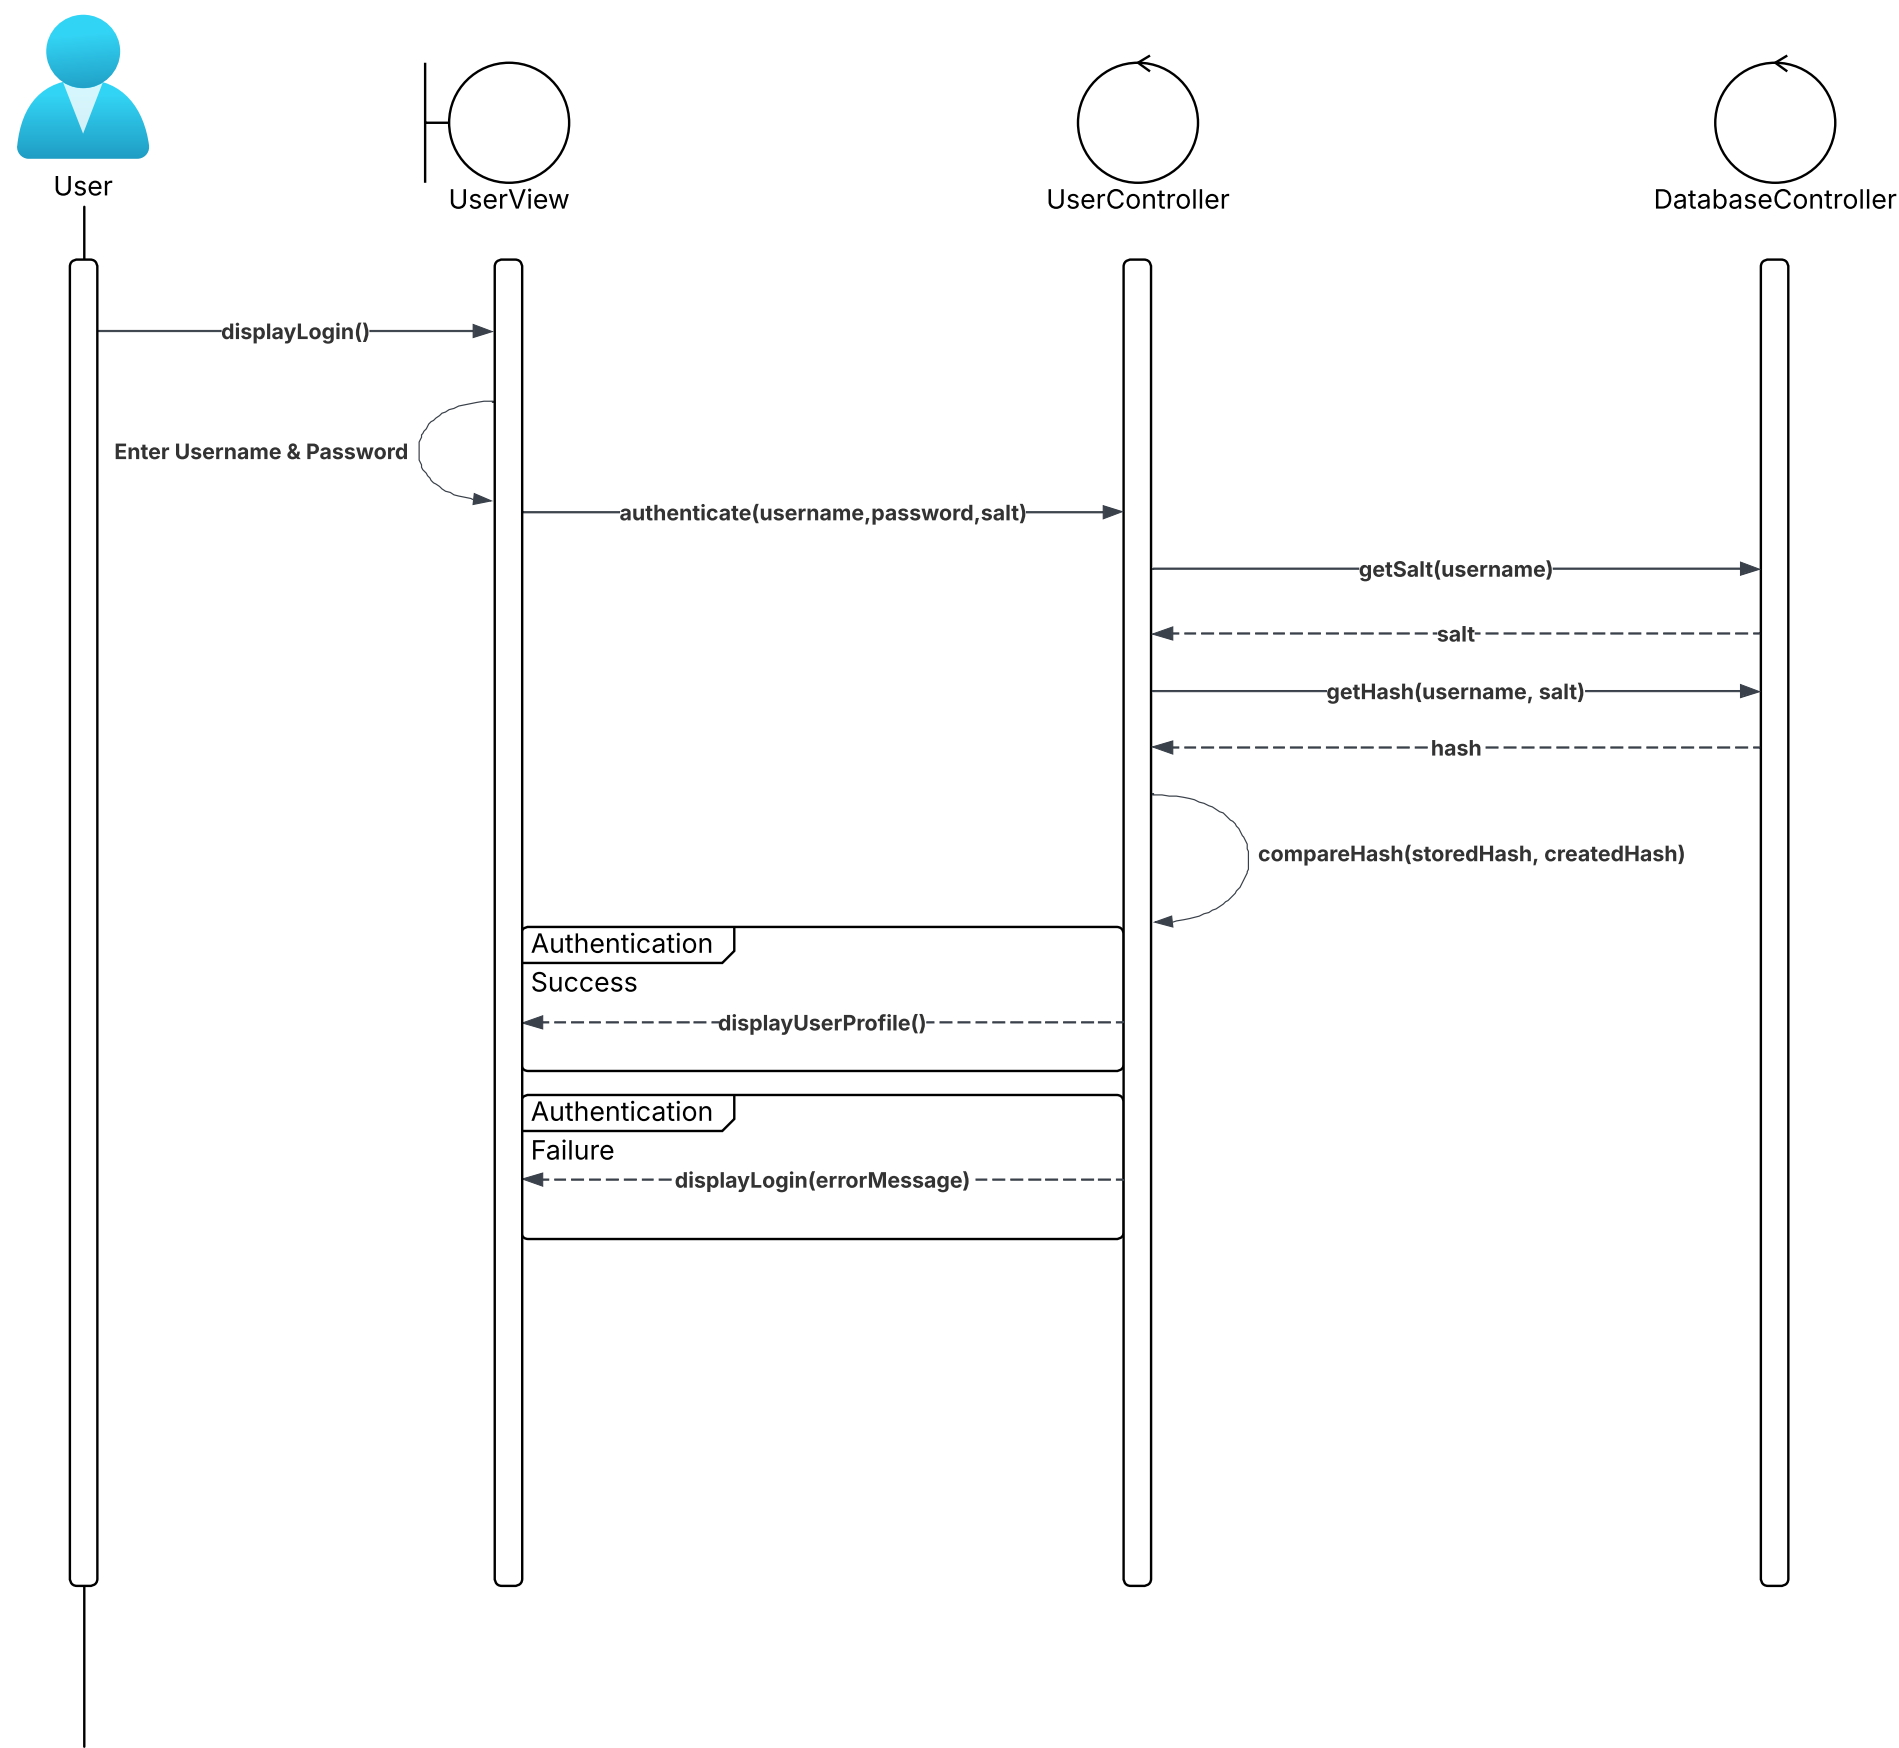 User
UserView
UserController
DatabaseController
displayLogin()
Enter Username & Password
authenticate(username,password,salt)
getSalt(username)
salt
getHash(username, salt)
hash
compareHash(storedHash, createdHash)
Authentication
Success
displayUserProfile()
Authentication
Failure
displayLogin(errorMessage)